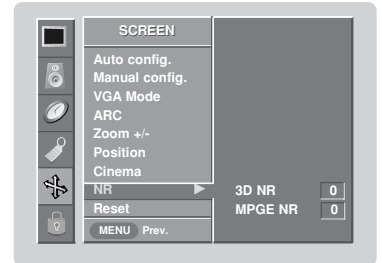 SCREEN
Auto config.
Manual config.
VGA Mode
ARC
Zoom +/-
Position
Cinema
NR
3D NR 0
MPGE NR 0
Reset
MENU Prev.